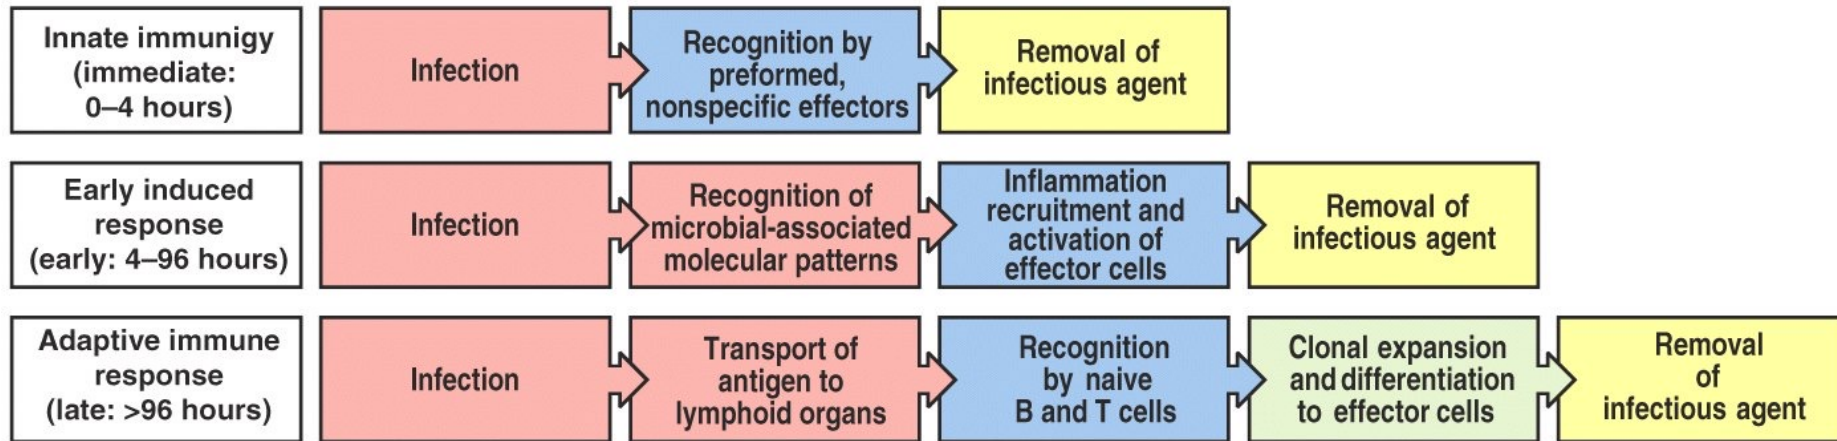 Innate immunigy
(immediate:
0–4 hours)
Infection
Recognition by
preformed,
nonspecific effectors
Removal of
infectious agent
Early induced
response
(early: 4–96 hours)
Infection
Recognition of
microbial-associated
molecular patterns
Inflammation
recruitment and
activation of
effector cells
Removal of
infectious agent
Adaptive immune
response
(late: >96 hours)
Infection
Transport of
antigen to
lymphoid organs
Recognition
by naive
B and T cells
Clonal expansion
and differentiation
to effector cells
Removal
of
infectious agent